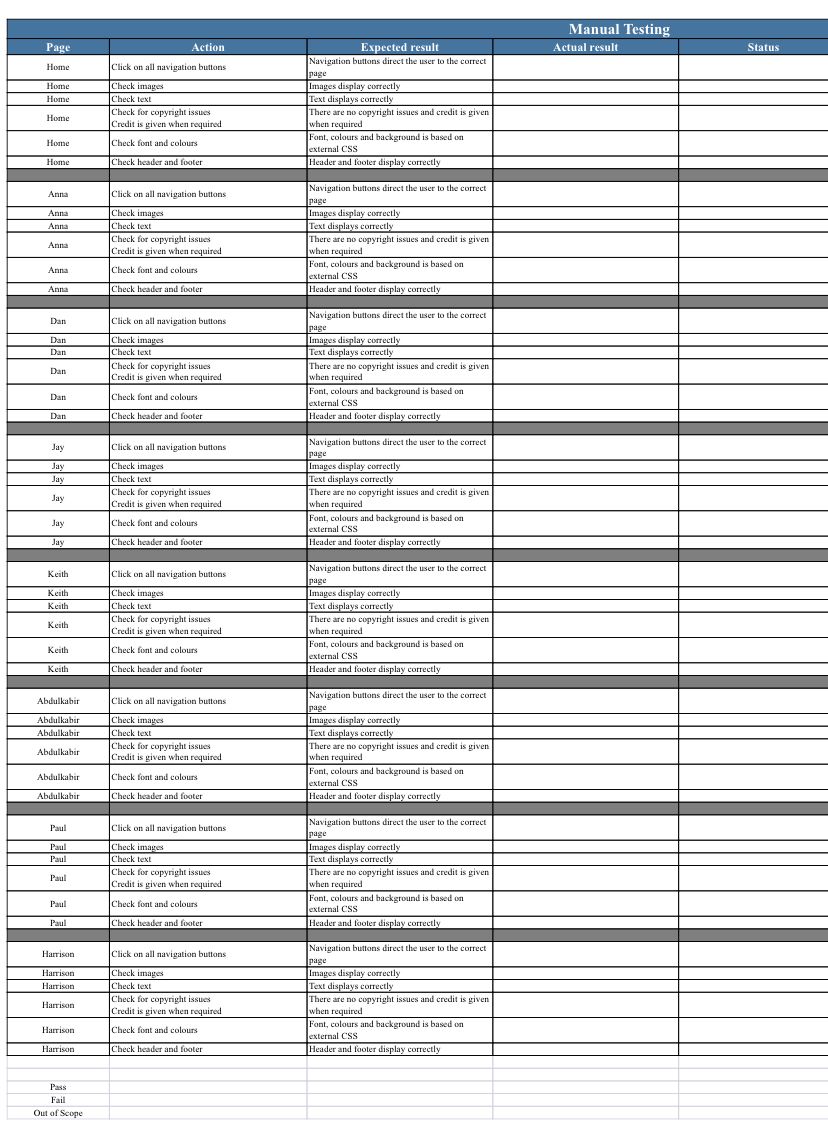 Manual Testing
Page Action Expected result Actual result Status
Home Click on all navigation buttons Navigation buttons direct the user to the correct
page
Home Check images Images display correctly
Home Check text Text displays correctly
Home Check for copyright issues There are no copyright issues and credit is given
Credit is given when required when required
Home Check font and colours Font, colours and background is based on
external CSS
Home Check header and footer Header and footer display correctly
Anna Click on all navigation buttons Navigation buttons direct the user to the correct
page
Anna Check images Images display correctly
Anna Check text Text displays correctly
Anna Check for copyright issues There are no copyright issues and credit is given
Credit is given when required when required
Anna Check font and colours Font, colours and background is based on
external CSS
Anna Check header and footer Header and footer display correctly
Dan Click on all navigation buttons Navigation buttons direct the user to the correct
page
Dan Check images Images display correctly
Dan Check text Text displays correctly
Dan Check for copyright issues There are no copyright issues and credit is given
Credit is given when required when required
Dan Check font and colours Font, colours and background is based on
external CSS
Dan Check header and footer Header and footer display correctly
Jay Click on all navigation buttons Navigation buttons direct the user to the correct
page
Jay Check images Images display correctly
Jay Check text Text displays correctly
Jay Check for copyright issues There are no copyright issues and credit is given
Credit is given when required when required
Jay Check font and colours Font, colours and background is based on
external CSS
Jay Check header and footer Header and footer display correctly
Keith Click on all navigation buttons Navigation buttons direct the user to the correct
page
Keith Check images Images display correctly
Keith Check text Text displays correctly
Keith Check for copyright issues There are no copyright issues and credit is given
Credit is given when required when required
Keith Check font and colours Font, colours and background is based on
external CSS
Keith Check header and footer Header and footer display correctly
Abdulkabir Click on all navigation buttons Navigation buttons direct the user to the correct
page
Abdulkabir Check images Images display correctly
Abdulkabir Check text Text displays correctly
Abdulkabir Check for copyright issues There are no copyright issues and credit is given
Credit is given when required when required
Abdulkabir Check font and colours Font, colours and background is based on
external CSS
Abdulkabir Check header and footer Header and footer display correctly
Paul Click on all navigation buttons Navigation buttons direct the user to the correct
page
Paul Check images Images display correctly
Paul Check text Text displays correctly
Paul Check for copyright issues There are no copyright issues and credit is given
Credit is given when required when required
Paul Check font and colours Font, colours and background is based on
external CSS
Paul Check header and footer Header and footer display correctly
Harrison Click on all navigation buttons Navigation buttons direct the user to the correct
page
Harrison Check images Images display correctly
Harrison Check text Text displays correctly
Harrison Check for copyright issues There are no copyright issues and credit is given
Credit is given when required when required
Harrison Check font and colours Font, colours and background is based on
external CSS
Harrison Check header and footer Header and footer display correctly
Pass
Fail
Out of Scope